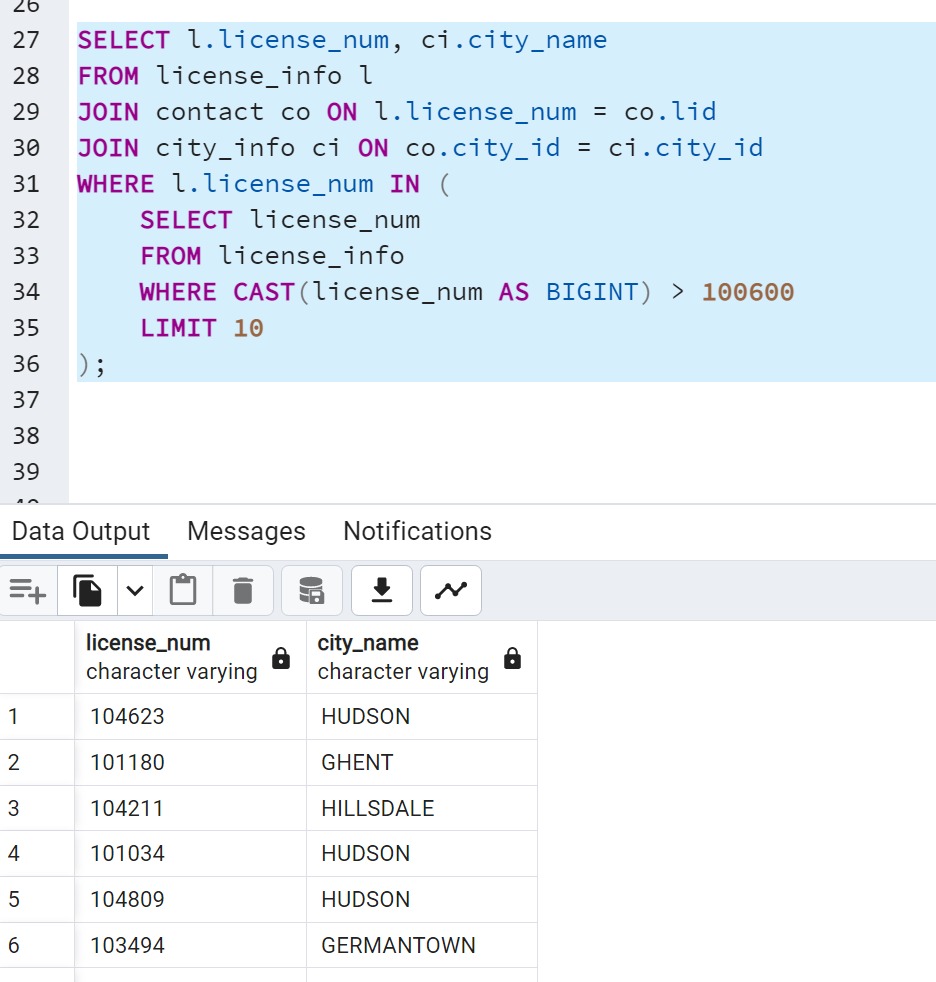 26
27 SELECT l.license_num, ci.city_name
28 FROM license_info l
29 JOIN contact co ON l.license_num = co.lid
30 JOIN city_info ci ON co.city_id = ci.city_id
31 WHERE l.license_num IN (
32 SELECT license_num
33 FROM license_info
34 WHERE CAST(license_num AS BIGINT) > 100600
35 LIMIT 10
36 );
37
38
39
Data Output Messages Notifications
license_num city_name
character varying character varying
1 104623 HUDSON
2 101180 GHENT
3 104211 HILLSDALE
4 101034 HUDSON
5 104809 HUDSON
6 103494 GERMANTOWN